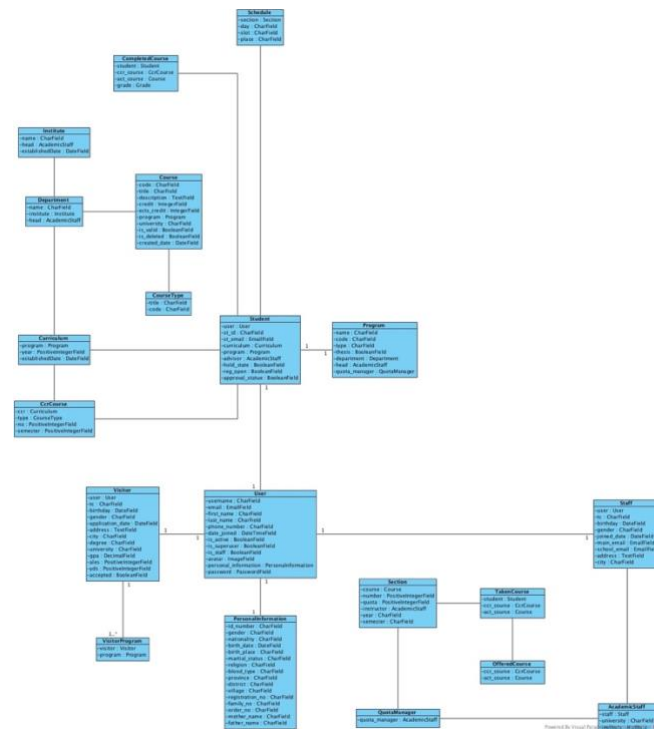 Schedule
-section : Section
-day : CharField
-slot : CharField
-place : CharField
CompletedCourse
-student : Student
-ccr_course : CcrCourse
-act_course : Course
-grade : Grade
Institute
-name : CharField
-head : AcademicStaff
-establishedDate : DateField
Course
-code : CharField
-title : CharField
-description : TextField
-credit : IntegerField
-ects_credit : IntegerField
-program : Program
-university : CharField
-is_valid : BooleanField
-is_deleted : BooleanField
-created_date : DateField
Department
-name : CharField
-institute : Institute
-head : AcademicStaff
CourseType
-title : CharField
-code : CharField
Student
-user : User
-st_id : CharField
-st_email : EmailField
-curriculum : Curriculum
-program : Program
-advisor : AcademicStaff
-hold_state : BooleanField
-reg_open : BooleanField
-approval_status : BooleanField
1
1
Program
-name : CharField
-code : CharField
-type : CharField
-thesis : BooleanField
-department : Department
-head : AcademicStaff
-quota_manager : QuotaManager
Curriculum
-program : Program
-year : PositiveIntegerField
-establishedDate : DateField
CcrCourse
-ccr : Curriculum
-type : CourseType
-no : PositiveIntegerField
-semester : PositiveIntegerField
1
1
Visitor
-user : User
-tc : CharField
-birthday : DateField
-gender : CharField
-application_date : DateField
-address : TextField
-city : CharField
-degree : CharField
-university : CharField
-gpa : DecimalField
-ales : PositiveIntegerField
-yds : PositiveIntegerField
-accepted : BooleanField
1
1
User
-username : CharField
-email : EmailField
-first_name : CharField
-last_name : CharField
-phone_number : CharField
-date_joined : DateTimeField
-is_active : BooleanField
-is_superuser : BooleanField
-is_staff : BooleanField
-avatar : ImageField
-personal_information : PersonalInformation
-password : PasswordField
1
1
Staff
-user : User
-tc : CharField
-birthday : DateField
-gender : CharField
-joined_date : DateField
-main_email : EmailField
-school_email : EmailField
-address : TextField
-city : CharField
1
1..*
VisitorProgram
-visitor : Visitor
-program : Program
1
1
PersonalInformation
-id_number : CharField
-gender : CharField
-nationality : CharField
-birth_date : DateField
-birth_place : CharField
-martial_status : CharField
-religion : CharField
-blood_type : CharField
-province : CharField
-district : CharField
-village : CharField
-registration_no : CharField
-family_no : CharField
-order_no : CharField
-mother_name : CharField
-father_name : CharField
Section
-course : Course
-number : PositiveIntegerField
-quota : PositiveIntegerField
-instructor : AcademicStaff
-year : CharField
-semester : CharField
TakenCourse
-student : Student
-ccr_course : CcrCourse
-act_course : Course
OfferedCourse
-ccr_course : CcrCourse
-act_course : Course
QuotaManager
-quota_manager : AcademicStaff
AcademicStaff
-staff : Staff
-university : CharField
Powered By Visual